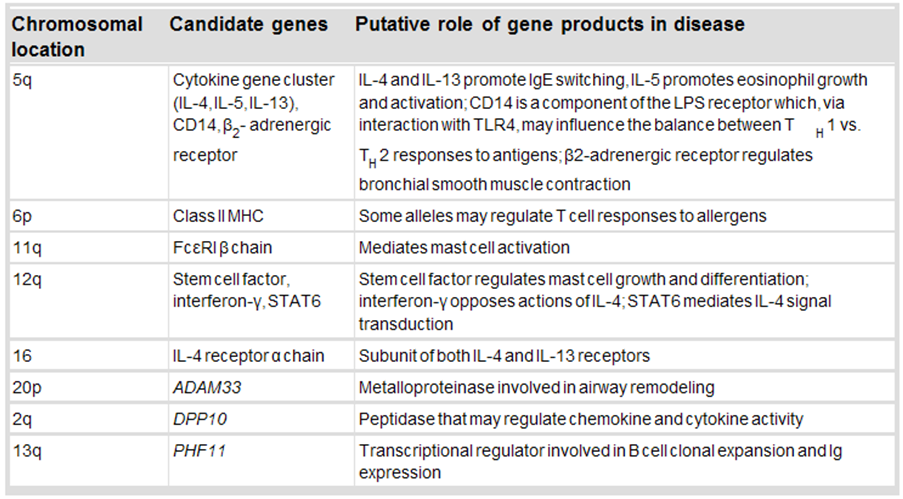 Chromosomal location
Candidate genes
Putative role of gene products in disease
5q
Cytokine gene cluster
(IL-4,IL-5,IL-13),
CD14,β2- adrenergic
receptor
IL-4 and IL-13 promote IgE switching,IL-5 promotes eosinophil growth
and activation;CD14 is a component of the LPS receptor which, via
interaction with TLR4, may influence the balance between T H 1 vs.
TH 2 responses to antigens;β2-adrenergic receptor regulates
bronchial smooth muscle contraction
6p
Class II MHC
Some alleles may regulate T cell responses to allergens
11q
FcεRI β chain
Mediates mast cell activation
12q
Stem cell factor,
interferon-γ, STAT6
Stem cell factor regulates mast cell growth and differentiation;
interferon-γ opposes actions of IL-4;STAT6 mediates IL-4 signal
transduction
16
IL-4 receptor α chain
Subunit of both IL-4 and IL-13 receptors
20p
ADAM33
Metalloproteinase involved in airway remodeling
2q
DPP10
Peptidase that may regulate chemokine and cytokine activity
13q
PHF11
Transcriptional regulator involved in B cell clonal expansion and Ig
expression